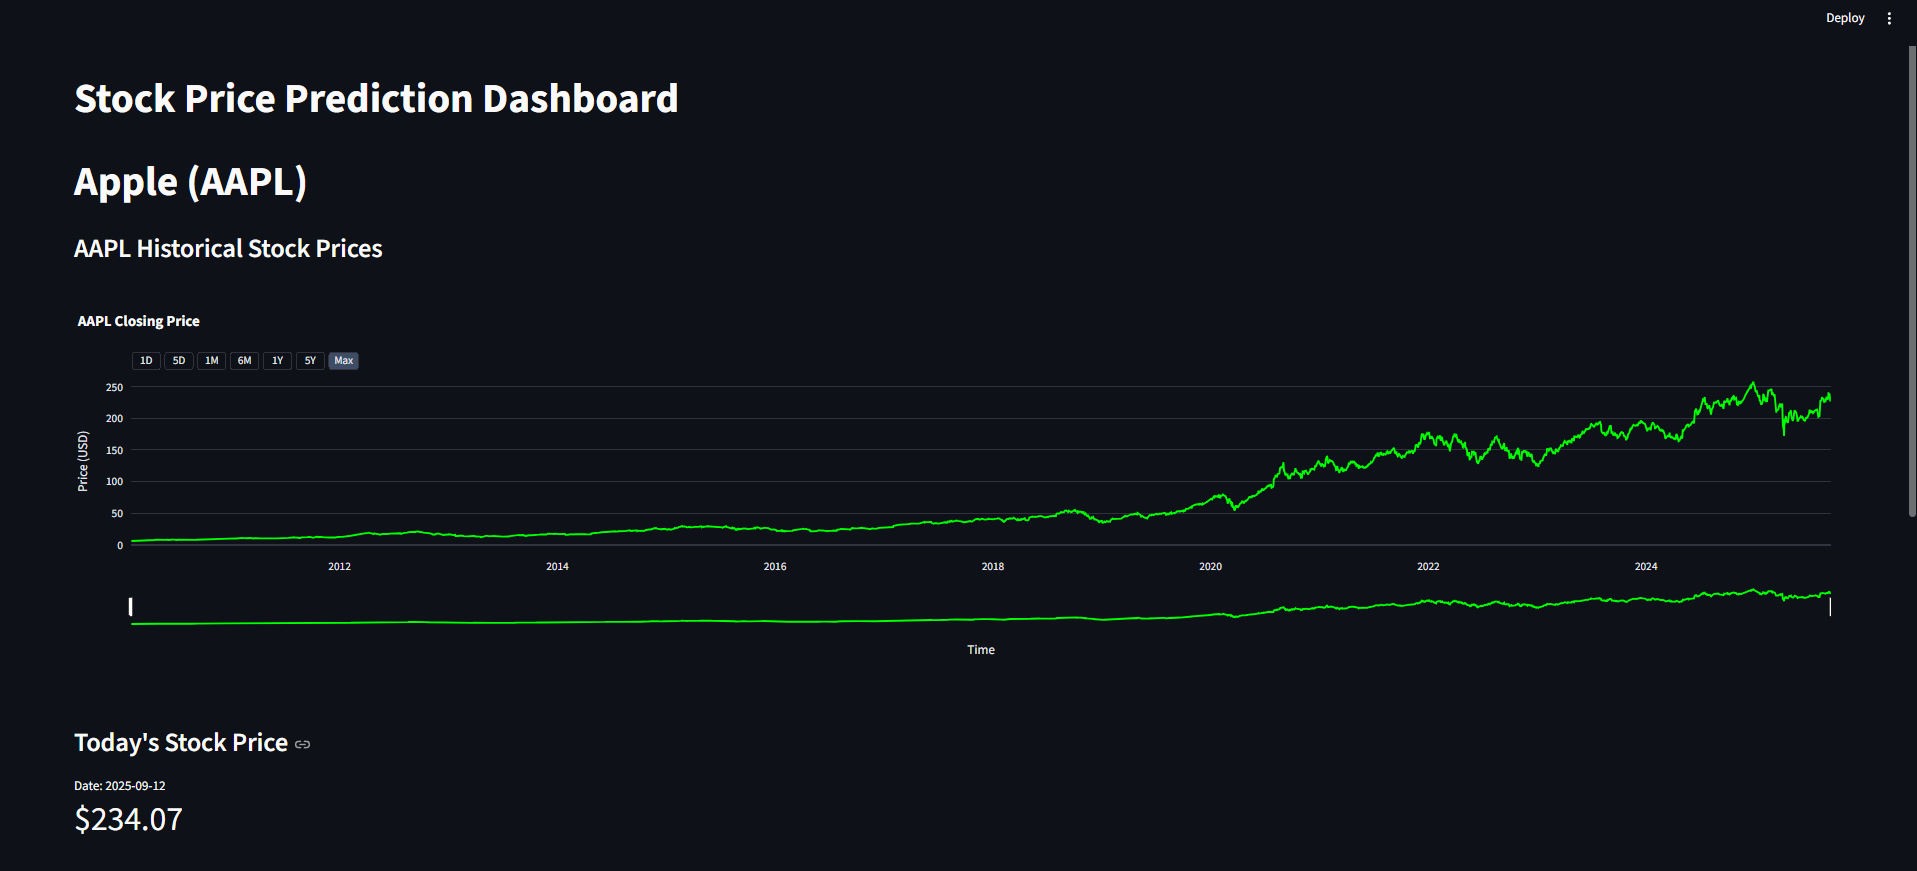 Deploy
Stock Price Prediction Dashboard
Apple (AAPL)
AAPL Historical Stock Prices
AAPL Closing Price
1D 5D 1M 6M 1Y 5Y Max
250
200
150
100
50
0
Price (USD)
2012 2014 2016 2018 2020 2022 2024
Time
Today's Stock Price
Date: 2025-09-12
$234.07